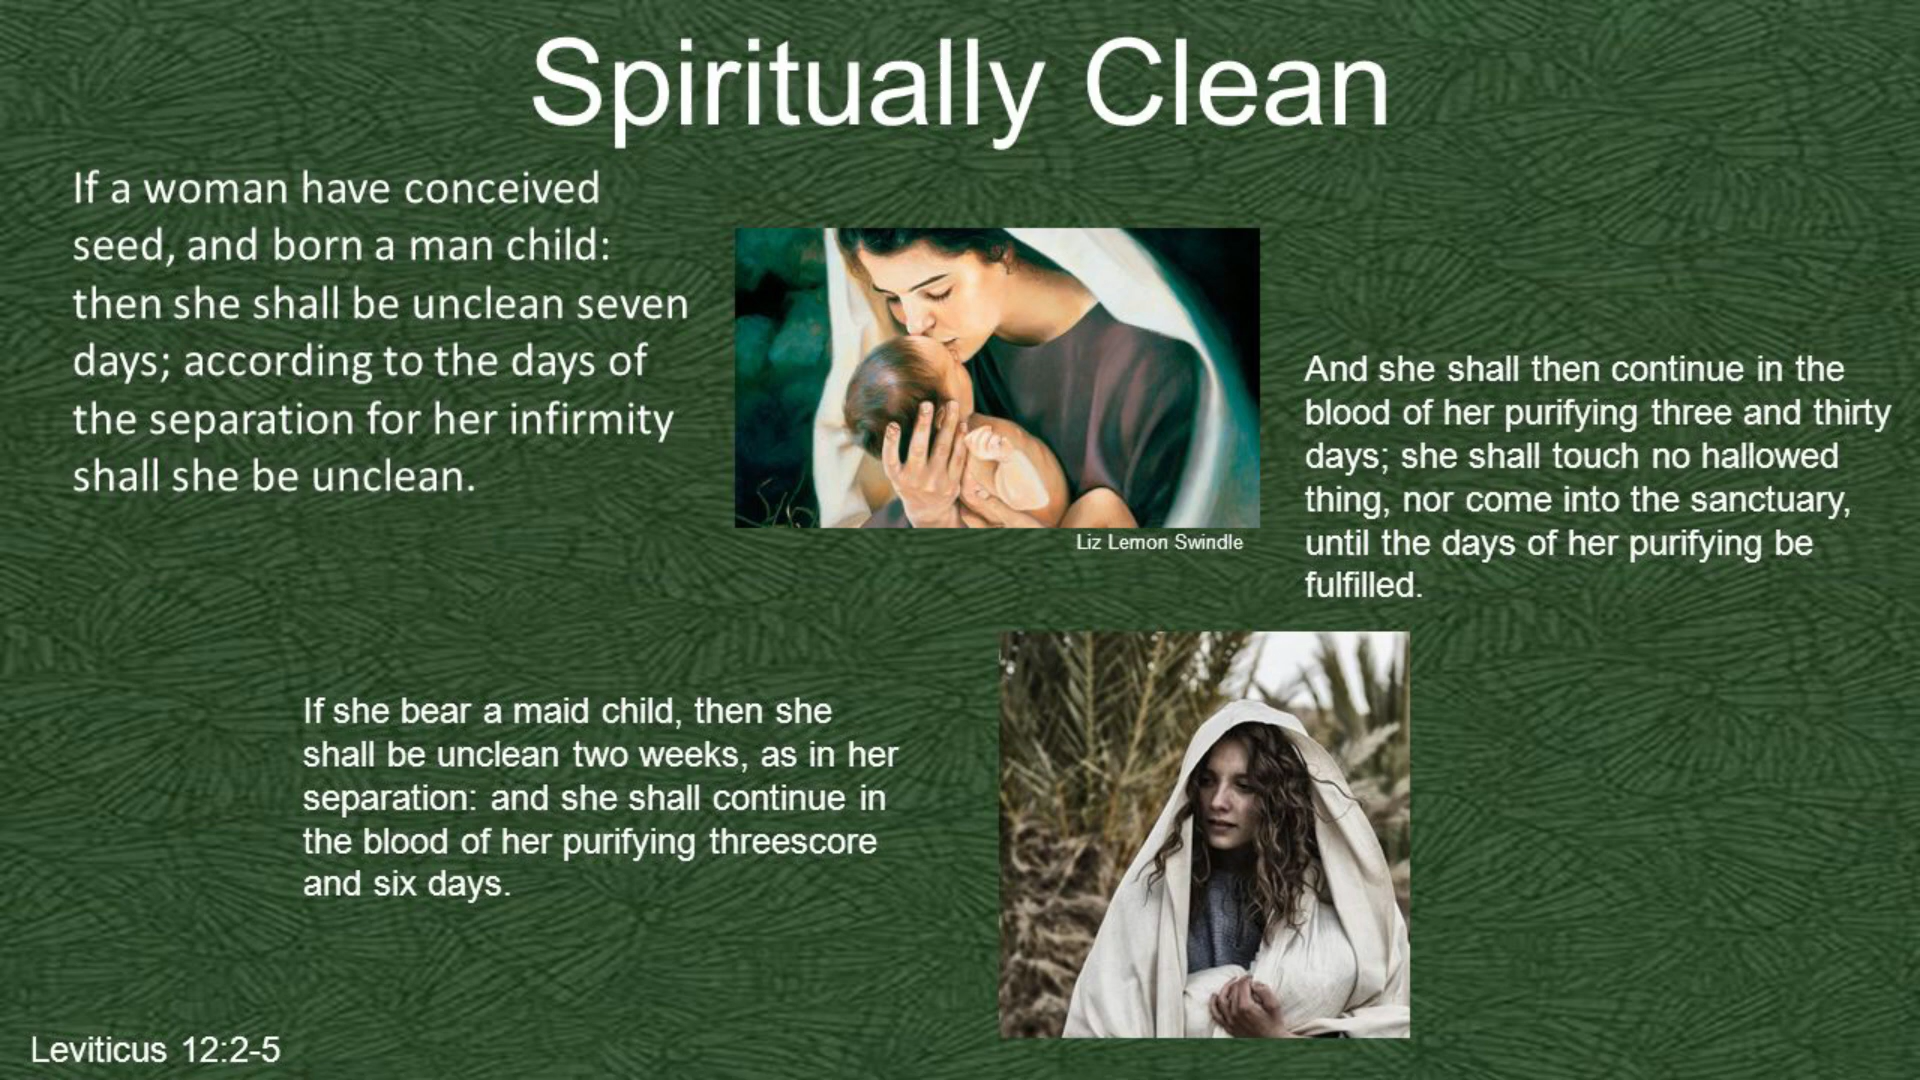 Spiritually Clean
If a woman have conceived
seed, and born a man child:
then she shall be unclean seven
days; according to the days of
the separation for her infirmity
shall she be unclean.
Liz Lemon Swindle
And she shall then continue in the
blood of her purifying three and thirty
days; she shall touch no hallowed
thing, nor come into the sanctuary,
until the days of her purifying be
fulfilled.
If she bear a maid child, then she
shall be unclean two weeks, as in her
separation: and she shall continue in
the blood of her purifying threescore
and six days.
Leviticus 12:2-5